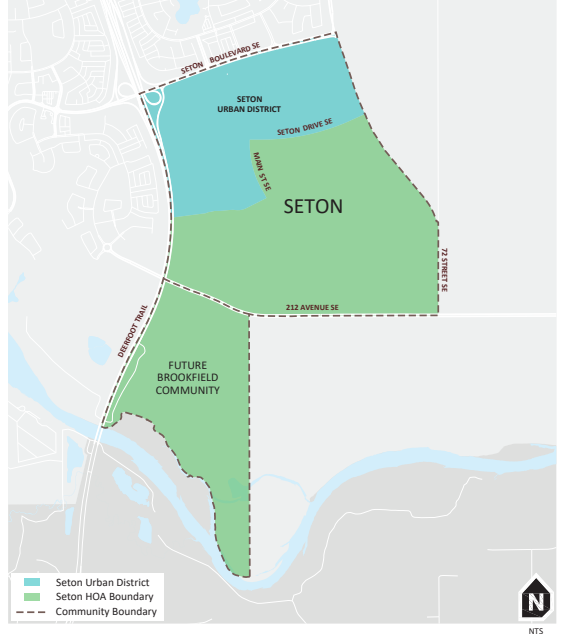 SETON BOULEVARD SE
SETON
URBAN DISTRICT
SETON DRIVE SE
MAIN ST SE
SETON
72 STREET SE
212 AVENUE SE
DEERFOOT TRAIL
FUTURE
BROOKFIELD
COMMUNITY
Seton Urban District
Seton HOA Boundary
Community Boundary
N
NTS